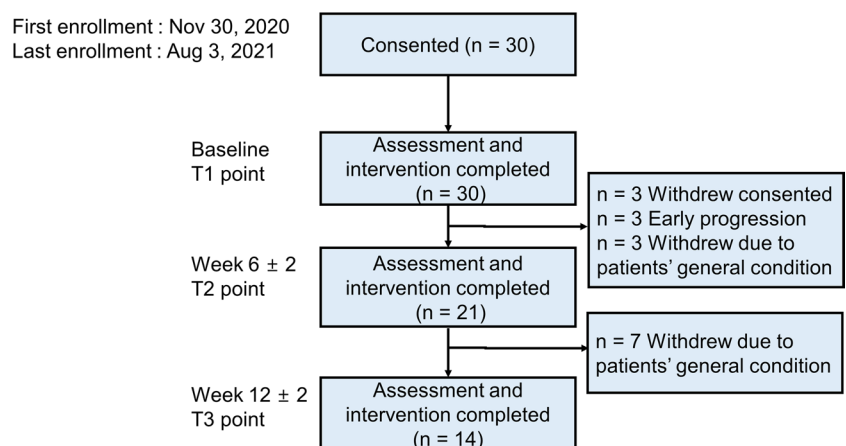 First enrollment : Nov 30, 2020
Last enrollment : Aug 3, 2021
Consented (n = 30)
Baseline
T1 point
Assessment and
intervention completed
(n = 30)
n = 3 Withdrew consented
n = 3 Early progression
n = 3 Withdrew due to
patients’ general condition
Week 6 ± 2
T2 point
Assessment and
intervention completed
(n = 21)
n = 7 Withdrew due to
patients’ general condition
Week 12 ± 2
T3 point
Assessment and
intervention completed
(n = 14)